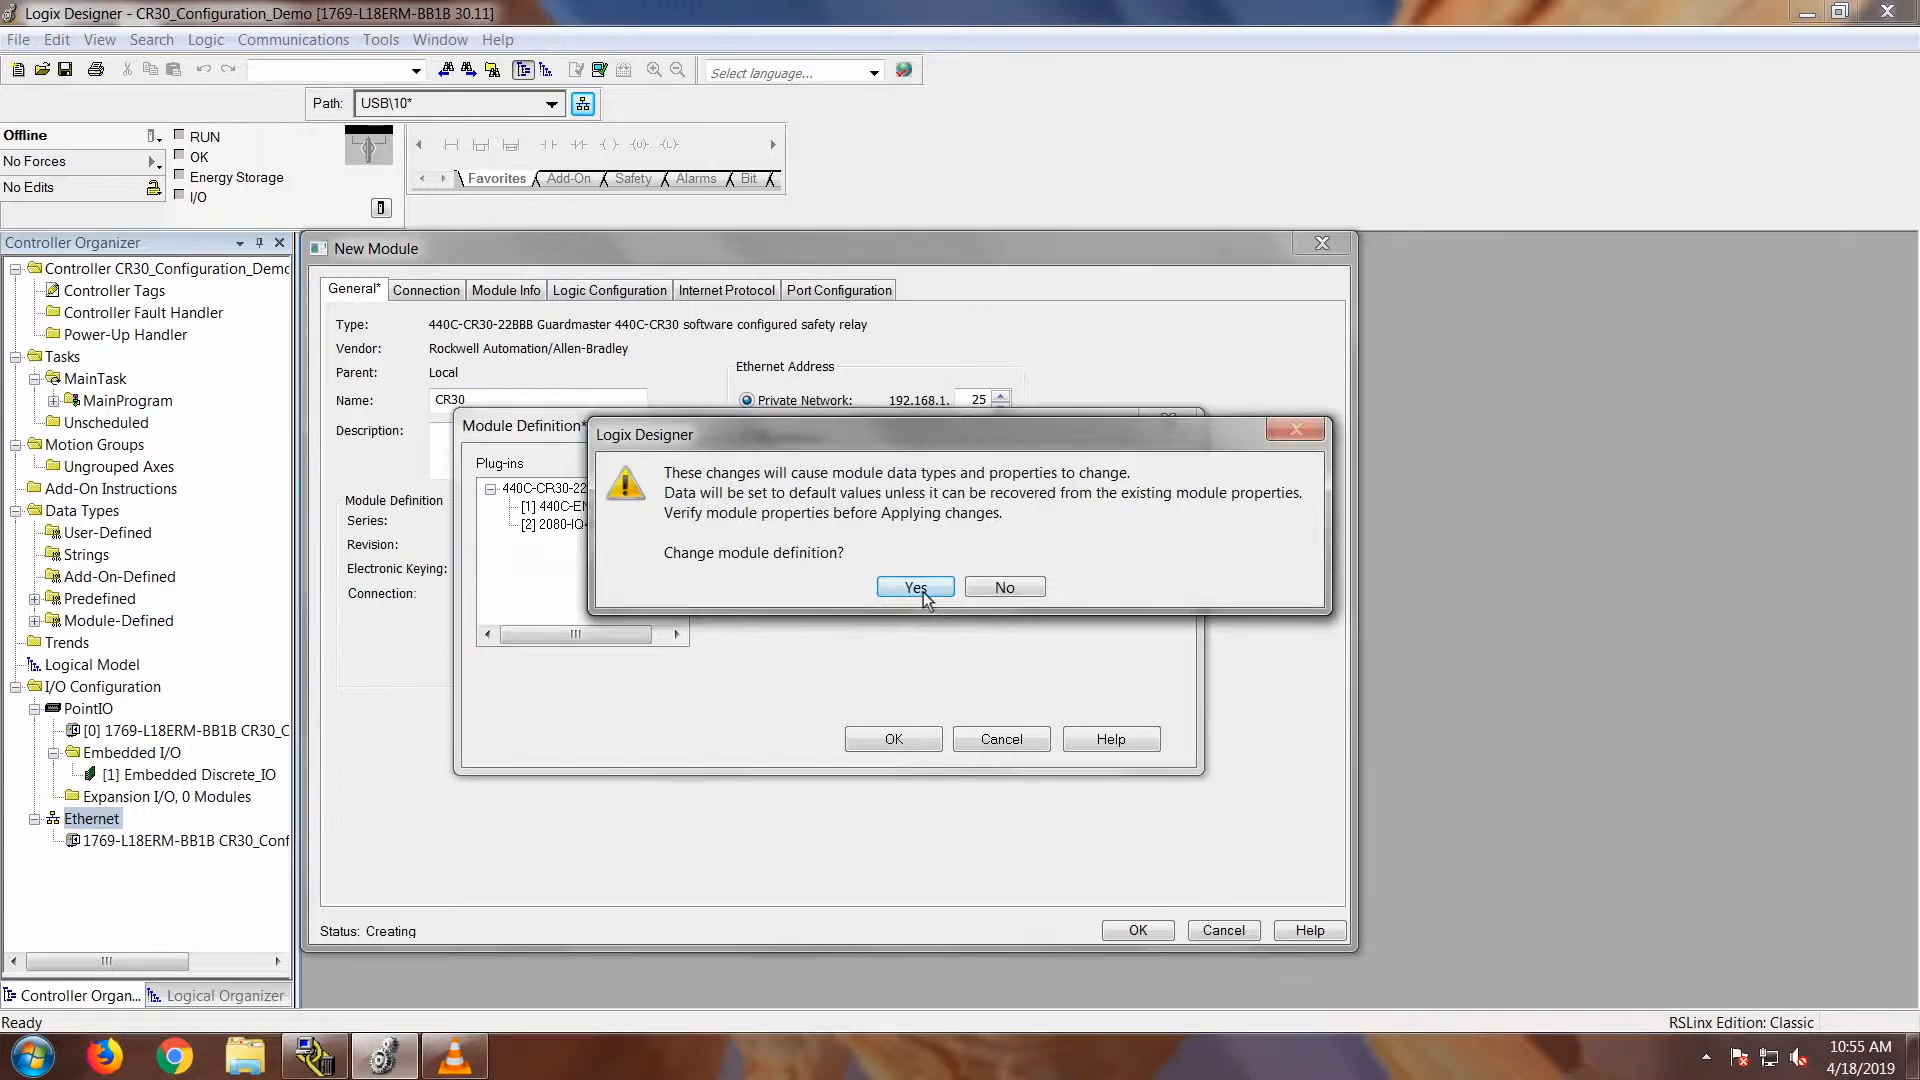 Logix Designer - CR30_Configuration_Demo [1769-L18ERM-BB1B 30.11]
File Edit View Search Logic Communications Tools Window Help
Select language...
Path: USB\10*
Offline
RUN
No Forces
OK
Energy Storage
No Edits
I/O
Favorites Add-On Safety Alarms Bit
Controller Organizer
Controller CR30_Configuration_Demo
Controller Tags
Controller Fault Handler
Power-Up Handler
Tasks
MainTask
MainProgram
Unscheduled
Motion Groups
Ungrouped Axes
Add-On Instructions
Data Types
User-Defined
Strings
Add-On-Defined
Predefined
Module-Defined
Trends
Logical Model
I/O Configuration
PointIO
[0] 1769-L18ERM-BB1B CR30_C
Embedded I/O
[1] Embedded Discrete_IO
Expansion I/O, 0 Modules
Ethernet
1769-L18ERM-BB1B CR30_Conf
Controller Organ... Logical Organizer
New Module
General* Connection Module Info Logic Configuration Internet Protocol Port Configuration
Type: 440C-CR30-22BBB Guardmaster 440C-CR30 software configured safety relay
Vendor: Rockwell Automation/Allen-Bradley
Parent: Local
Ethernet Address
Name: CR30
Private Network: 192.168.1. 25
Description:
Module Definition
Series:
Revision:
Electronic Keying:
Connection:
Module Definition*
Plug-ins
440C-CR30-22
[1] 440C-EN
[2] 2080-IQ4
OK Cancel Help
Logix Designer
These changes will cause module data types and properties to change.
Data will be set to default values unless it can be recovered from the existing module properties.
Verify module properties before Applying changes.
Change module definition?
Yes No
Status: Creating
OK Cancel Help
Ready
RSLinx Edition: Classic
10:55 AM
4/18/2019